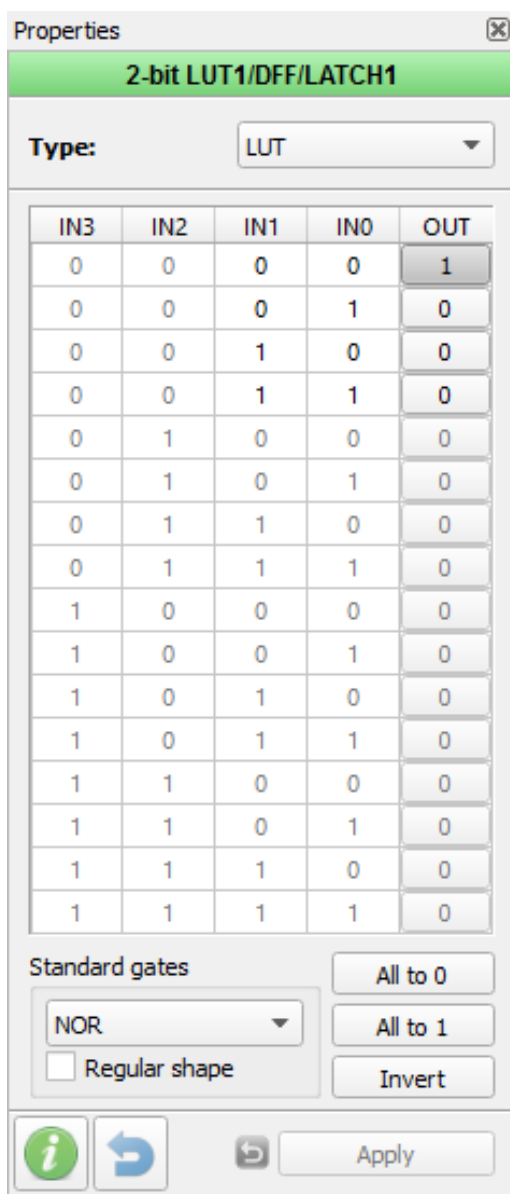 Properties
2-bit LUT1/DFF/LATCH1
Type: LUT
IN3 IN2 IN1 IN0 OUT
0 0 0 0 1
0 0 0 1 0
0 0 1 0 0
0 0 1 1 0
0 1 0 0 0
0 1 0 1 0
0 1 1 0 0
0 1 1 1 0
1 0 0 0 0
1 0 0 1 0
1 0 1 0 0
1 0 1 1 0
1 1 0 0 0
1 1 0 1 0
1 1 1 0 0
1 1 1 1 0
Standard gates
All to 0
NOR
All to 1
Regular shape
Invert
i
Apply